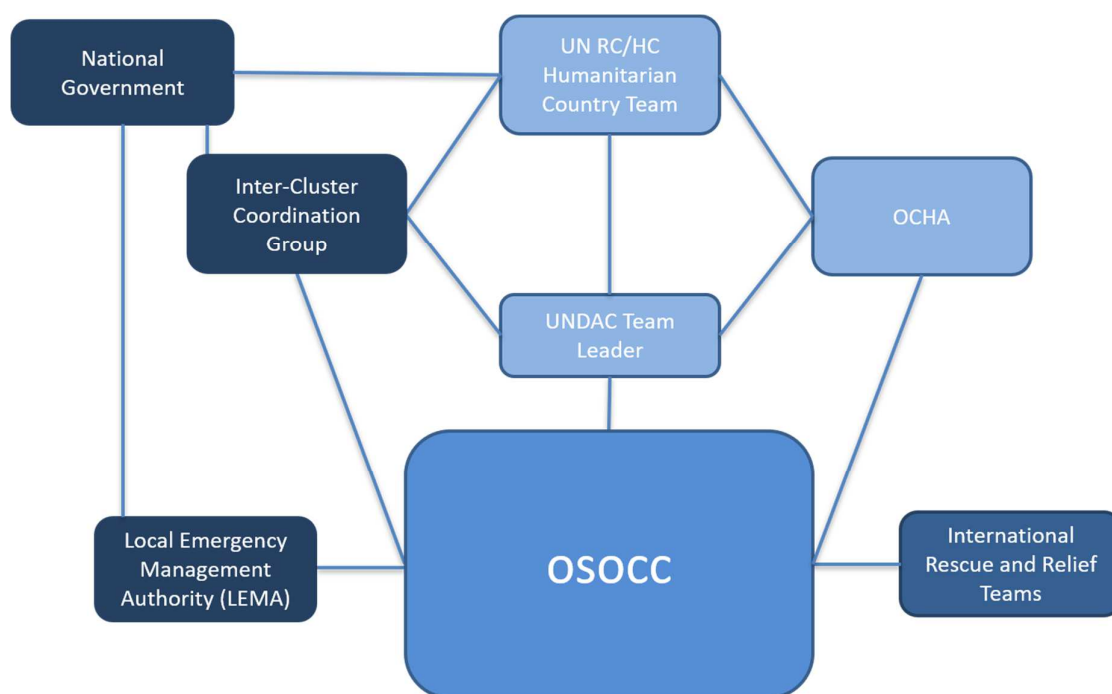 National
Government
UN RC/HC
Humanitarian
Country Team
Inter-Cluster
Coordination
Group
OCHA
UNDAC Team
Leader
Local Emergency
Management
Authority (LEMA)
OSOCC
International
Rescue and Relief
Teams